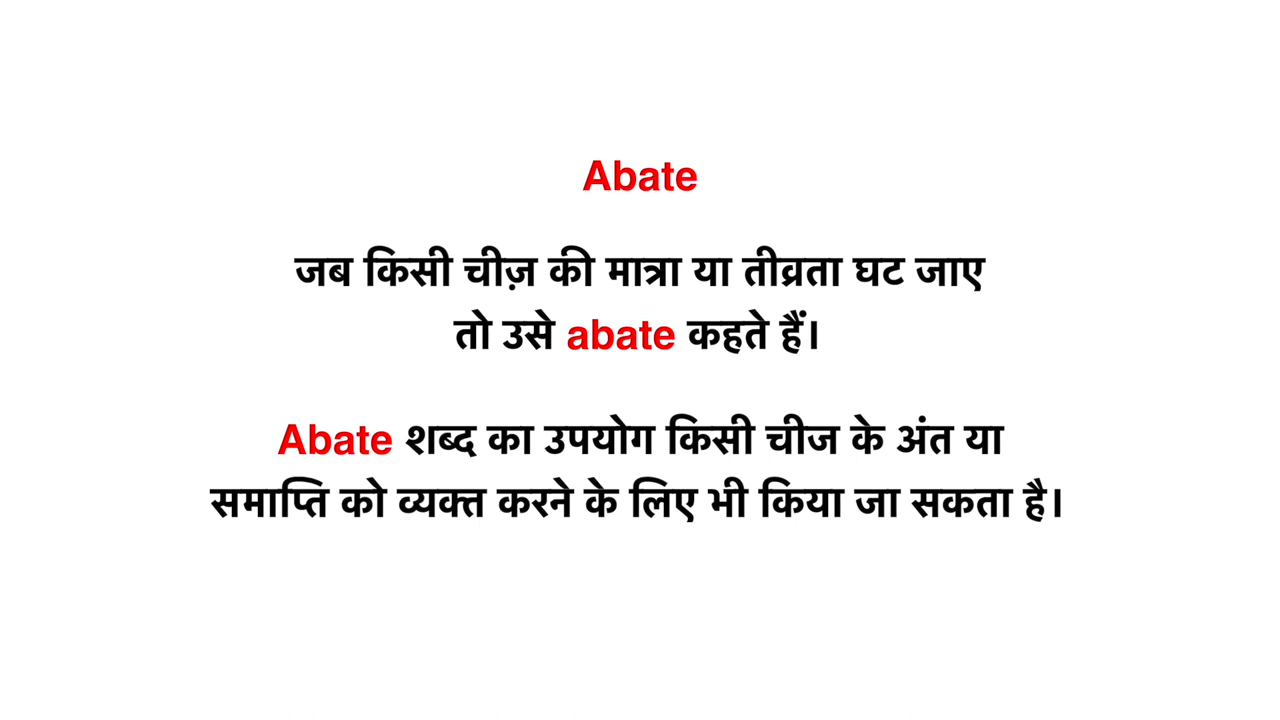 Abate
जब किसी चीज़ की मात्रा या तीव्रता घट जाए
तो उसे abate कहते हैं।
Abate शब्द का उपयोग किसी चीज के अंत या
समाप्ति को व्यक्त करने के लिए भी किया जा सकता है।